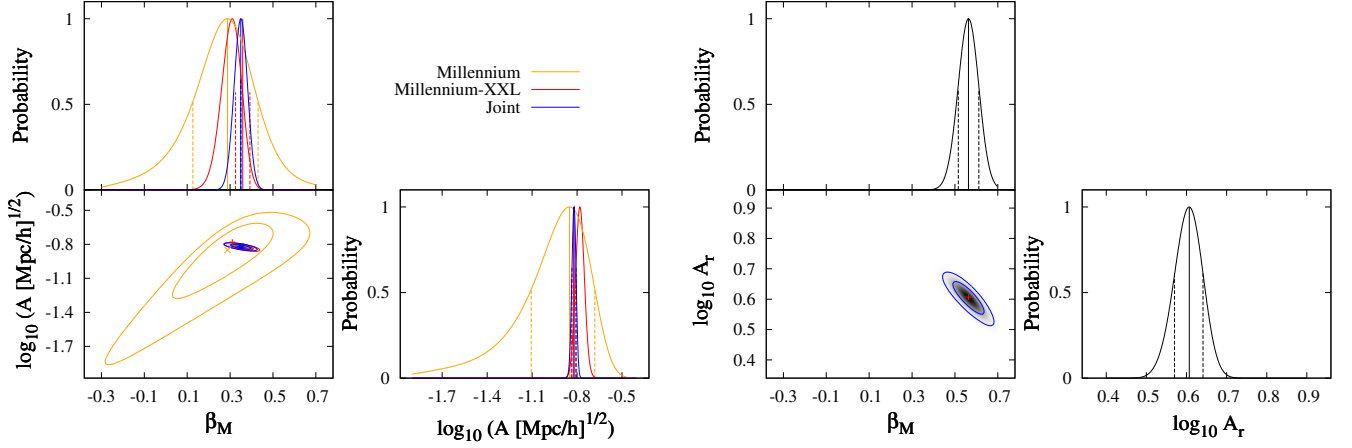 Probability
1
0.5
0
Millennium
Millennium-XXL
Joint
log10 (A [Mpc/h]^1/2)
-0.5
-0.8
-1.1
-1.4
-1.7
-0.3 -0.1 0.1 0.3 0.5 0.7
βM
Probability
1
0.5
0
-1.7 -1.4 -1.1 -0.8 -0.5
log10 (A [Mpc/h]^1/2)
Probability
1
0.5
0
log10 Ar
0.9
0.8
0.7
0.6
0.5
0.4
-0.3 -0.1 0.1 0.3 0.5 0.7
βM
Probability
1
0.5
0
0.4 0.5 0.6 0.7 0.8 0.9
log10 Ar